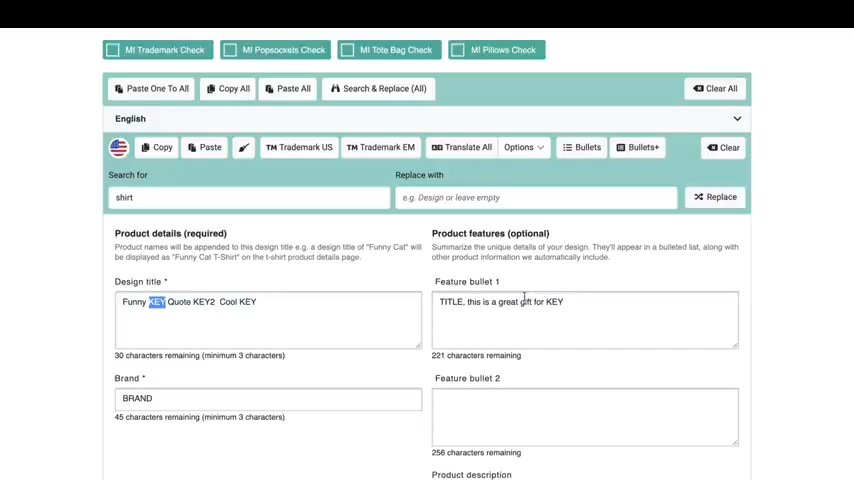 MI Trademark Check MI Popsockets Check MI Tote Bag Check MI Pillows Check
Paste One To All Copy All Paste All Search & Replace (All) Clear All
English
Copy Paste TM Trademark US TM Trademark EM Translate All Options Bullets Bullets+ Clear
Search for Replace with
shirt e.g. Design or leave empty Replace
Product details (required)
Product names will be appended to this design title e.g. a design title of "Funny Cat" will
be displayed as "Funny Cat T-Shirt" on the t-shirt product details page.
Design title *
Funny KEY Quote KEY2 Cool KEY
30 characters remaining (minimum 3 characters)
Brand *
BRAND
45 characters remaining (minimum 3 characters)
Product features (optional)
Summarize the unique details of your design. They'll appear in a bulleted list, along with
other product information we automatically include.
Feature bullet 1
TITLE, this is a great gift for KEY
221 characters remaining
Feature bullet 2
256 characters remaining
Product description